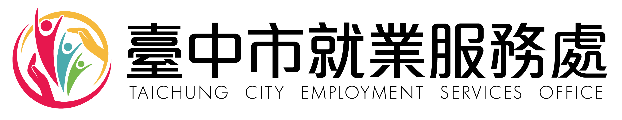 臺中市就業服務處
TAICHUNG CITY EMPLOYMENT SERVICES OFFICE